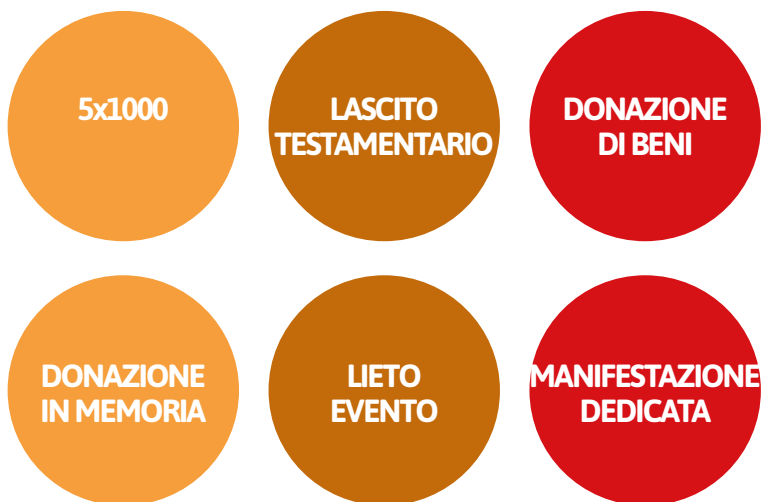 5x1000
LASCITO
TESTAMENTARIO
DONAZIONE
DI BENI
DONAZIONE
IN MEMORIA
LIETO
EVENTO
MANIFESTAZIONE
DEDICATA